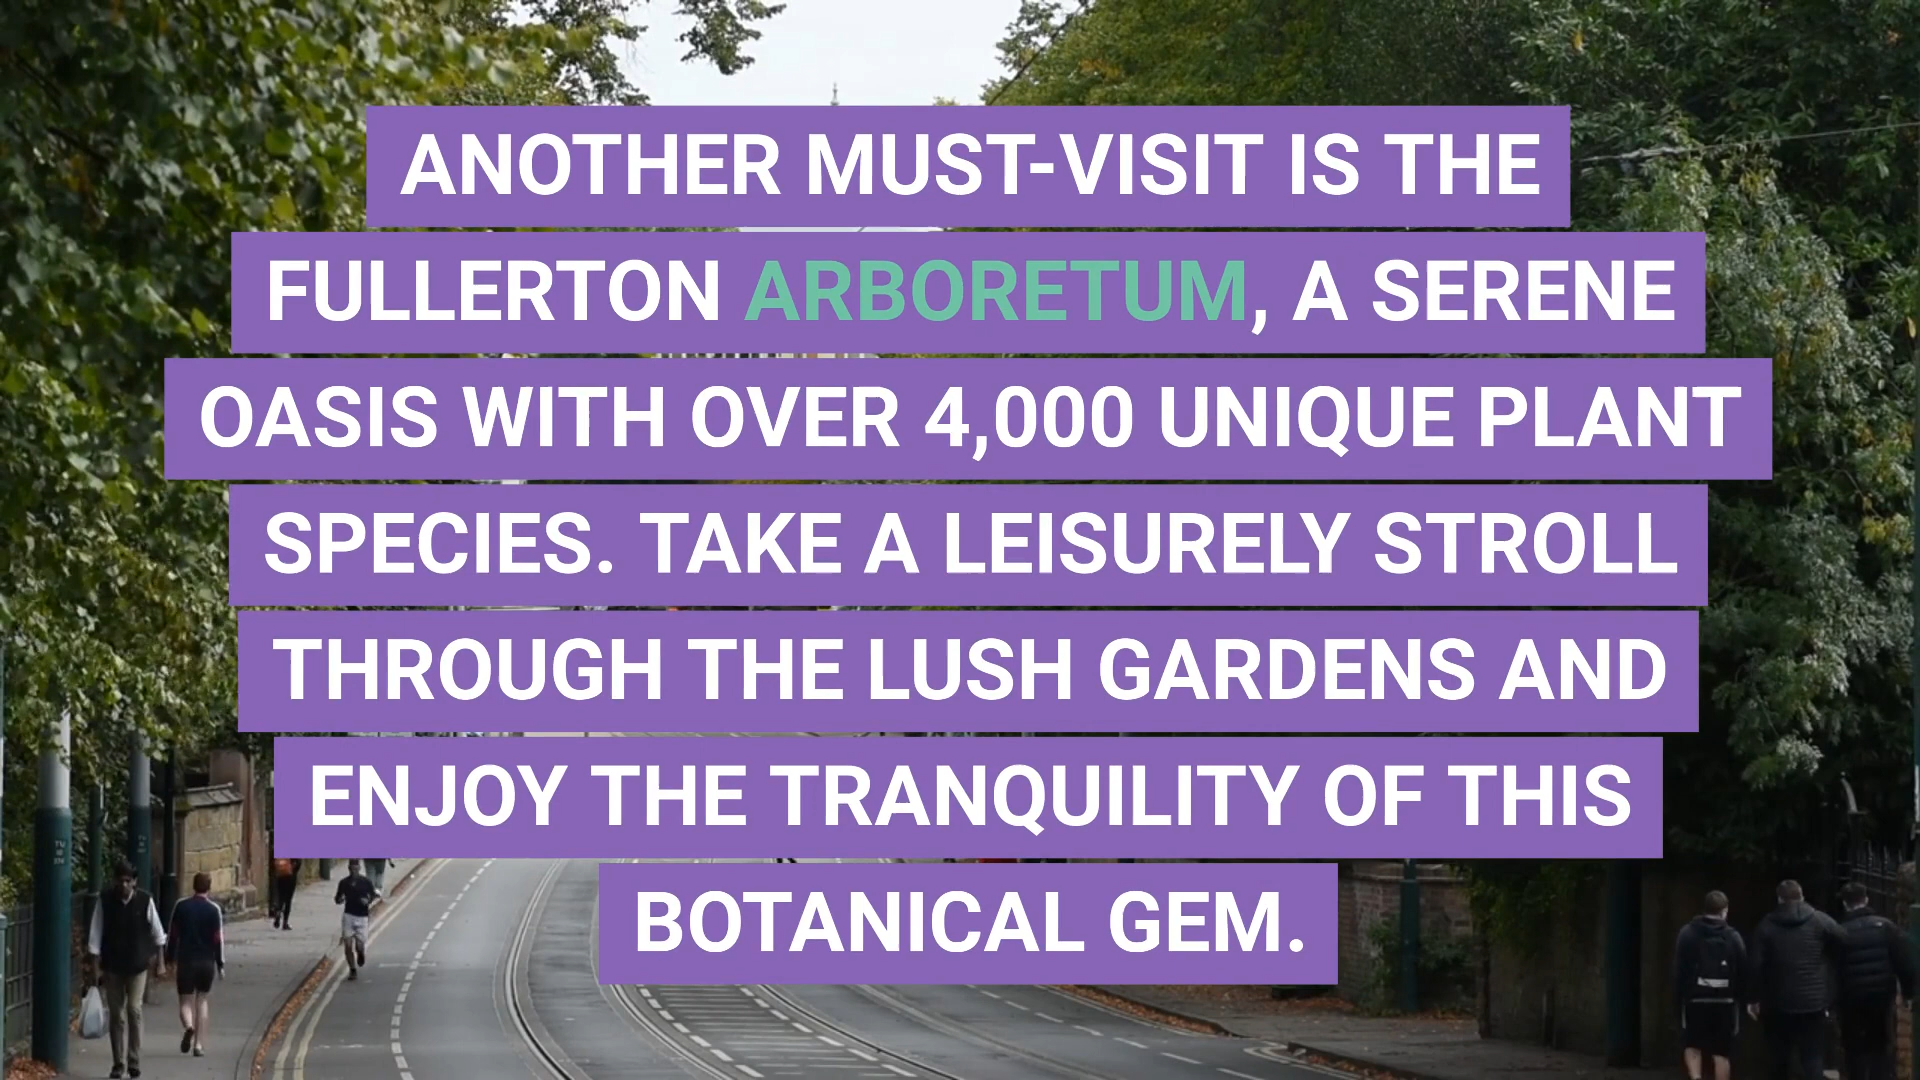 ANOTHER MUST-VISIT IS THE
FULLERTON ARBORETUM, A SERENE
OASIS WITH OVER 4,000 UNIQUE PLANT
SPECIES. TAKE A LEISURELY STROLL
THROUGH THE LUSH GARDENS AND
ENJOY THE TRANQUILITY OF THIS
BOTANICAL GEM.